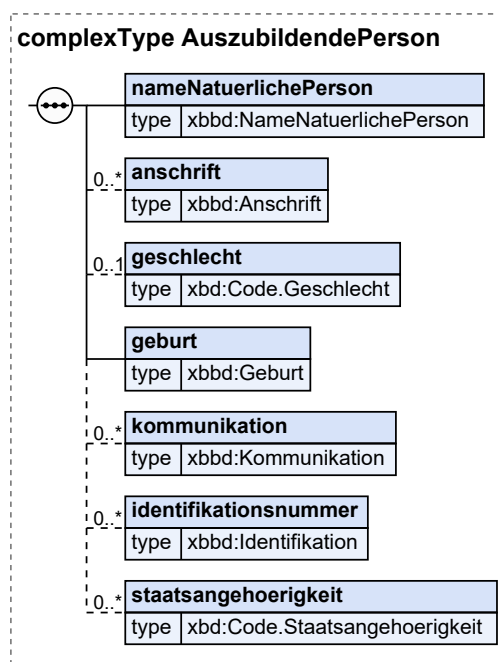 complexType AuszubildendePerson
nameNatuerlichePerson
type xbbd:NameNatuerlichePerson
0..* anschrift
type xbbd:Anschrift
0..1 geschlecht
type xbd:Code.Geschlecht
geburt
type xbbd:Geburt
0..* kommunikation
type xbbd:Kommunikation
0..* identifikationsnummer
type xbbd:Identifikation
0..* staatsangehoerigkeit
type xbd:Code.Staatsangehoerigkeit